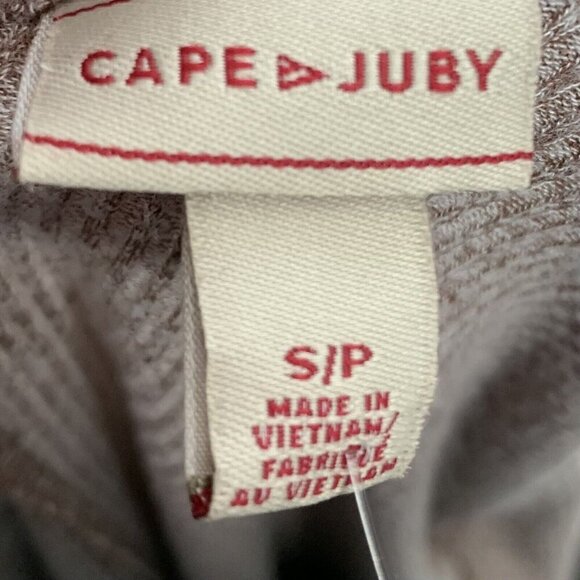 CAPE JUBY
S/P
MADE IN
VIETNAM/
FABRIQUÉ
AU VIETNAM